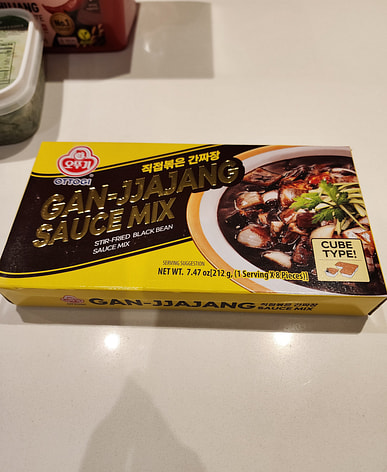 No.1
오뚜기
OTTOGI
직접볶은 간짜장
GAN-JJAJANG
SAUCE MIX
STIR-FRIED BLACK BEAN
SAUCE MIX
CUBE
TYPE!
SERVING SUGGESTION
NET WT. 7.47 oz[212 g, (1 Serving X 8 Pieces)]
GAN-JJAJANG 직접볶은 간짜장
SAUCE MIX